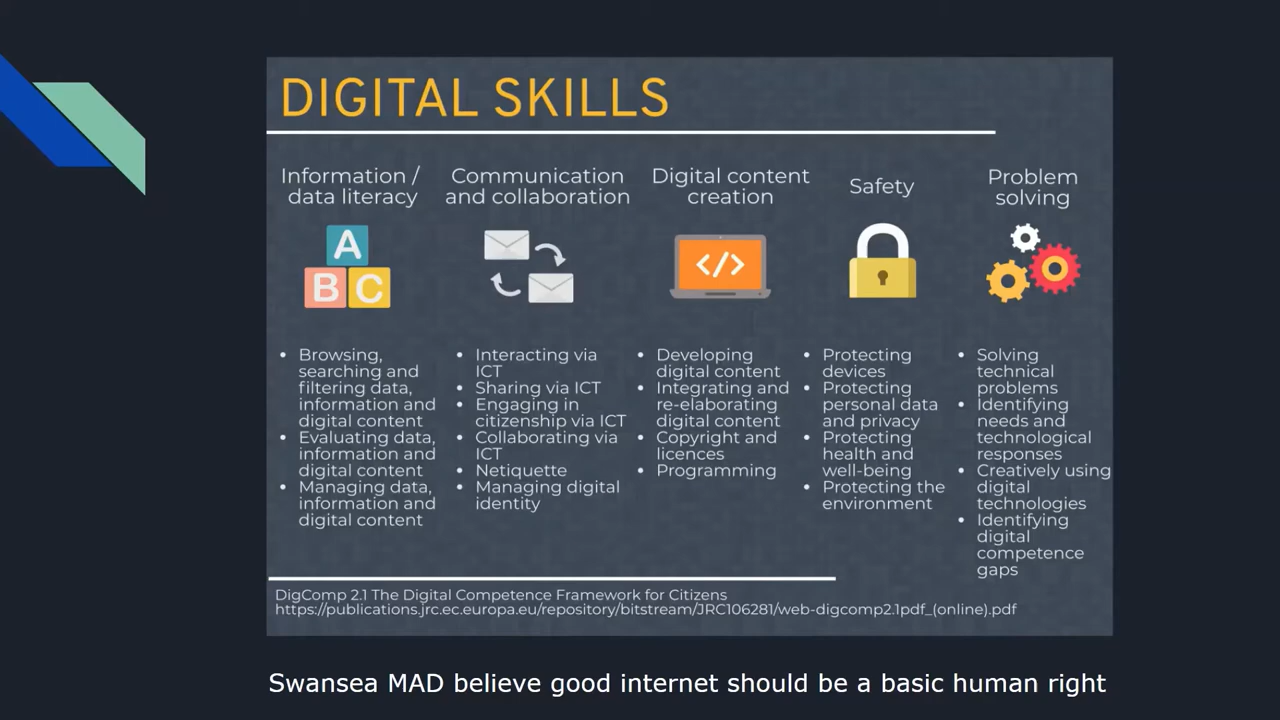 DIGITAL SKILLS
Information /
data literacy
A
B C
Browsing,
searching and
filtering data,
information and
digital content
Evaluating data,
information and
digital content
Managing data,
information and
digital content
Communication
and collaboration
Interacting via
ICT
Sharing via ICT
Engaging in
citizenship via ICT
Collaborating via
ICT
Netiquette
Managing digital
identity
Digital content
creation
</>
Developing
digital content
Integrating and
re-elaborating
digital content
Copyright and
licences
Programming
Safety
Protecting
devices
Protecting
personal data
and privacy
Protecting
health and
well-being
Protecting the
environment
Problem
solving
Solving
technical
problems
Identifying
needs and
technological
responses
Creatively using
digital
technologies
Identifying
digital
competence
gaps
DigComp 2.1 The Digital Competence Framework for Citizens
https://publications.jrc.ec.europa.eu/repository/bitstream/JRC106281/web-digcomp2.1pdf_(online).pdf
Swansea MAD believe good internet should be a basic human right